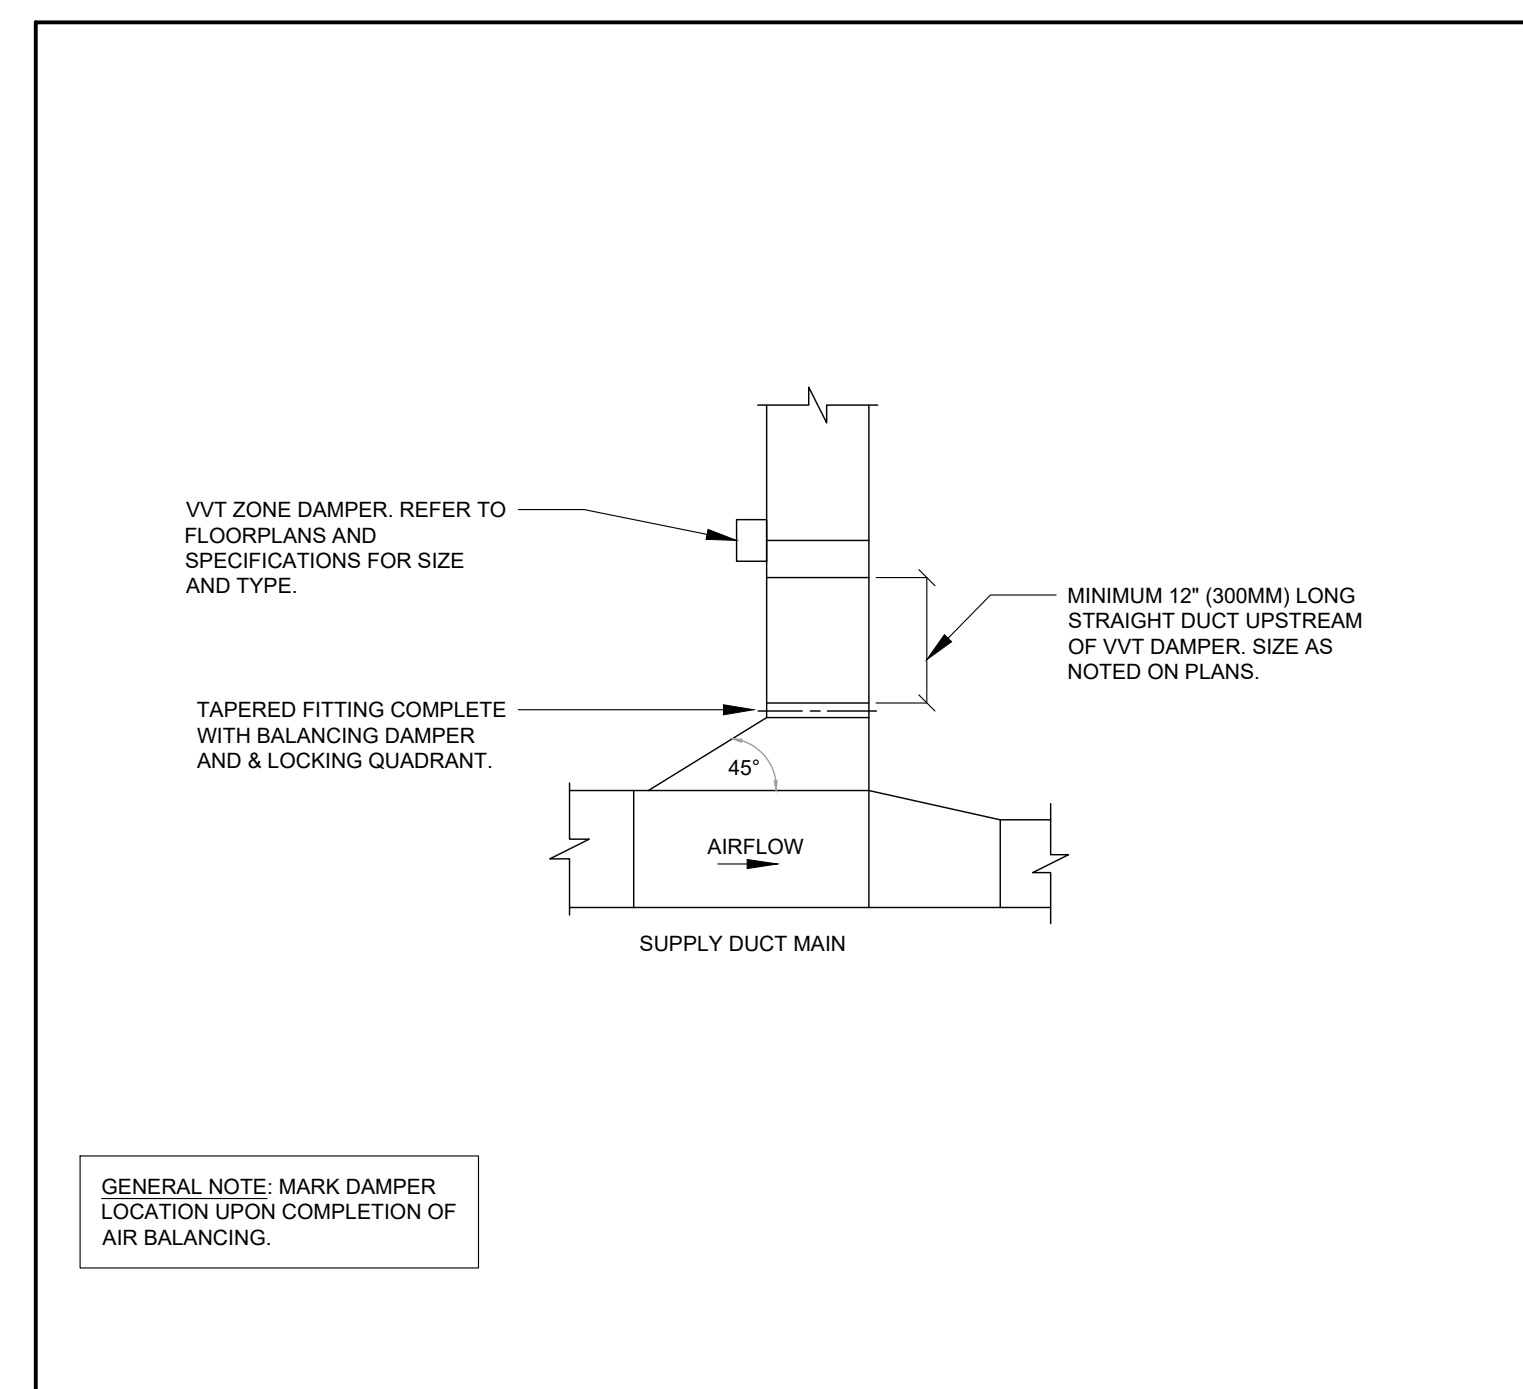 VVT ZONE DAMPER. REFER TO
FLOORPLANS AND
SPECIFICATIONS FOR SIZE
AND TYPE.
MINIMUM 12" (300MM) LONG
STRAIGHT DUCT UPSTREAM
OF VVT DAMPER. SIZE AS
NOTED ON PLANS.
TAPERED FITTING COMPLETE
WITH BALANCING DAMPER
AND & LOCKING QUADRANT.
45°
AIRFLOW
SUPPLY DUCT MAIN
GENERAL NOTE: MARK DAMPER
LOCATION UPON COMPLETION OF
AIR BALANCING.